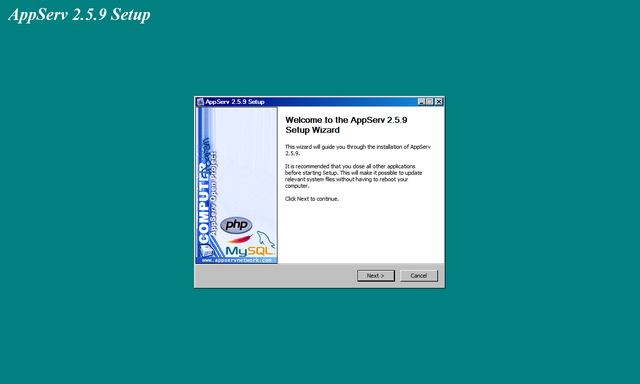 AppServ 2.5.9 Setup
AppServ 2.5.9 Setup
Welcome to the AppServ 2.5.9
Setup Wizard
This wizard will guide you through the installation of AppServ
2.5.9.
It is recommended that you close all other applications
before starting Setup. This will make it possible to update
relevant system files without having to reboot your
computer.
Click Next to continue.
AppServ Open Project
php
MySQL
www.appservnetwork.com
Next >
Cancel